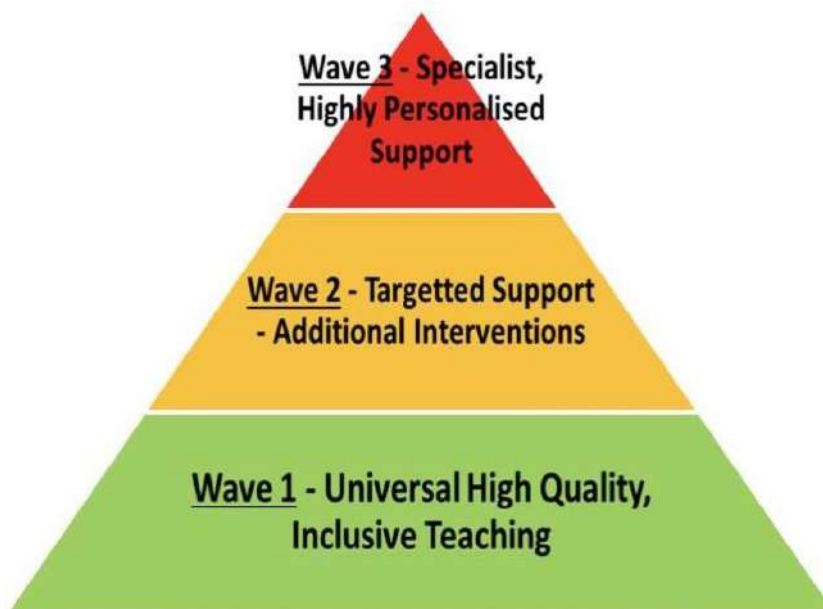 Wave 3 - Specialist,
Highly Personalised
Support
Wave 2 - Targetted Support
- Additional Interventions
Wave 1 - Universal High Quality,
Inclusive Teaching